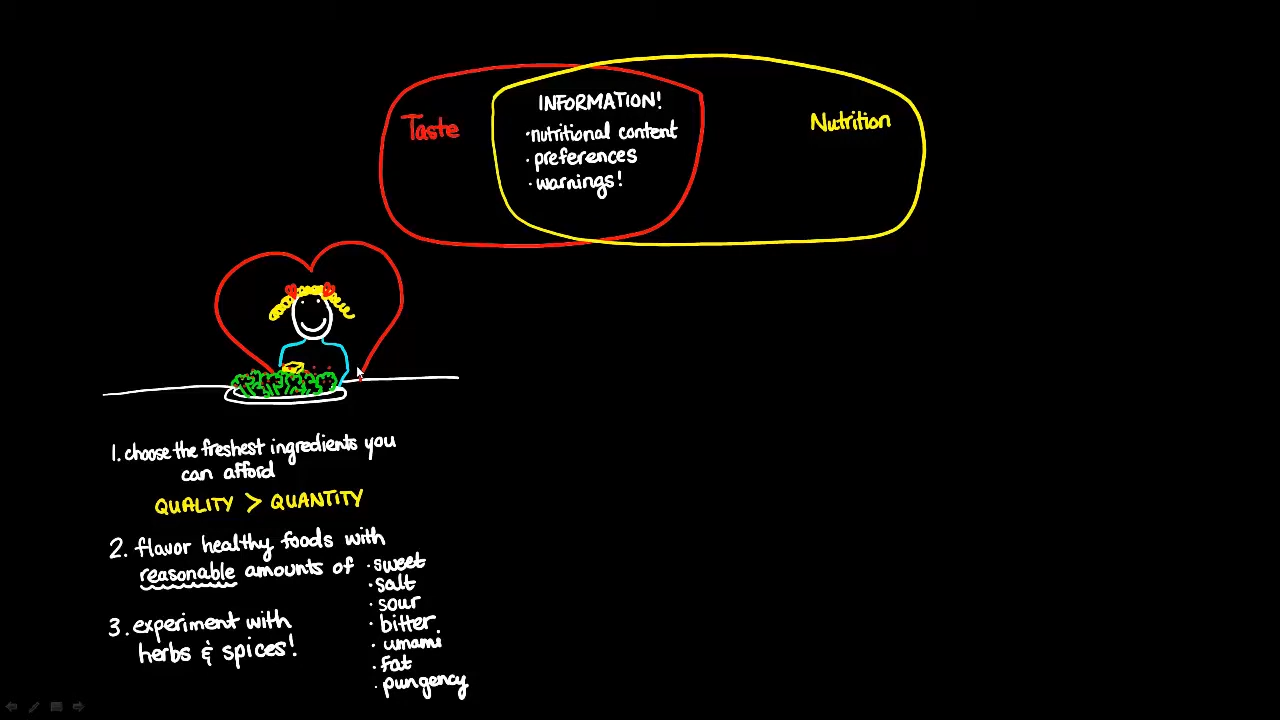 INFORMATION!
Taste
Nutrition
· nutritional content
· preferences
· warnings!
1. choose the freshest ingredients you
can afford
QUALITY > QUANTITY
2. flavor healthy foods with
reasonable amounts of
· sweet
· salt
· sour
· bitter
· umami
· fat
· pungency
3. experiment with
herbs & spices!